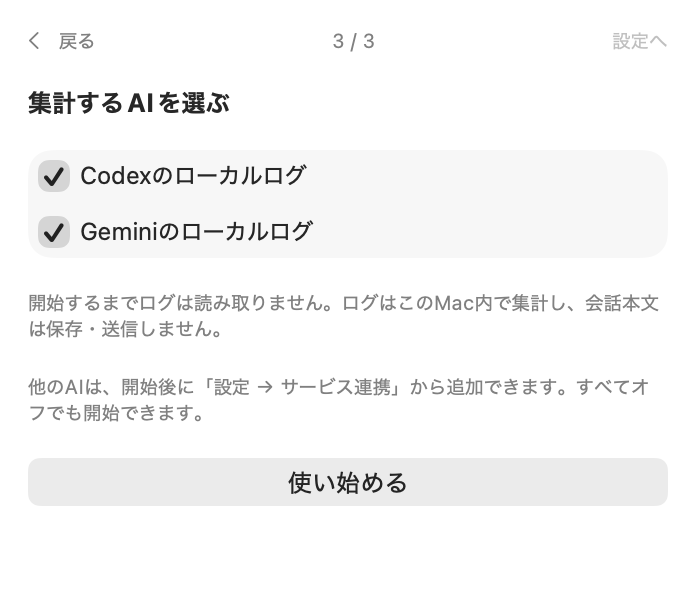 戻る
3 / 3
設定へ
集計するAIを選ぶ
Codexのローカルログ
Geminiのローカルログ
開始するまでログは読み取りません。ログはこのMac内で集計し、会話本文
は保存・送信しません。
他のAIは、開始後に「設定 → サービス連携」から追加できます。すべてオ
フでも開始できます。
使い始める